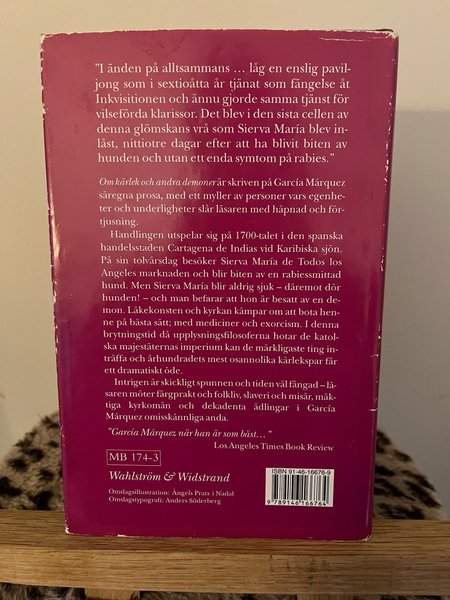 ”I änden på alltsammans ... låg en enslig pavil-
jong som i sextioåtta år tjänat som fängelse åt
Inkvisitionen och ännu gjorde samma tjänst för
vilseförda klarissor. Det blev i den sista cellen av
denna glömskans vrå som Sierva María blev in-
låst, nittiotre dagar efter att ha blivit biten av
hunden och utan ett enda symtom på rabies.”
Om kärlek och andra demoner är skriven på García Márquez
säregna prosa, med ett myller av personer vars egenhe-
ter och underligheter slår läsaren med häpnad och för-
tjusning.
Handlingen utspelar sig på 1700-talet i den spanska
handelsstaden Cartagena de Indias vid Karibiska sjön.
På sin tolvårsdag besöker Sierva María de Todos los
Angeles marknaden och blir biten av en rabiessmittad
hund. Men Sierva María blir aldrig sjuk – däremot dör
hunden! – och man befarar att hon är besatt av en de-
mon. Läkekonsten och kyrkan kämpar om att bota hen-
ne på bästa sätt; med mediciner och exorcism. I denna
brytningstid då upplysningsfilosoferna hotar de katol-
ska majestäternas imperium kan de märkligaste ting in-
träffa och århundradets mest osannolika kärlekspar får
ett dramatiskt öde.
Intrigen är skickligt spunnen och tiden väl fångad – lä-
saren möter färgprakt och folkliv, slaveri och misär, mäk-
tiga kyrkomän och dekadenta ädlingar i García
Márquez omisskännliga anda.
”García Márquez när han är som bäst...”
Los Angeles Times Book Review
MB 174-3
Wahlström & Widstrand
Omslagsillustration: Àngels Prats i Nadal
Omslagstypografi: Anders Söderberg
ISBN 91-46-16676-9
9 789146 166764